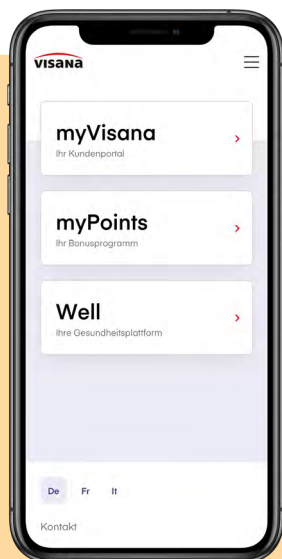 visana
myVisana
Ihr Kundenportal
myPoints
Ihr Bonusprogramm
Well
Ihre Gesundheitsplattform
De Fr It
Kontakt